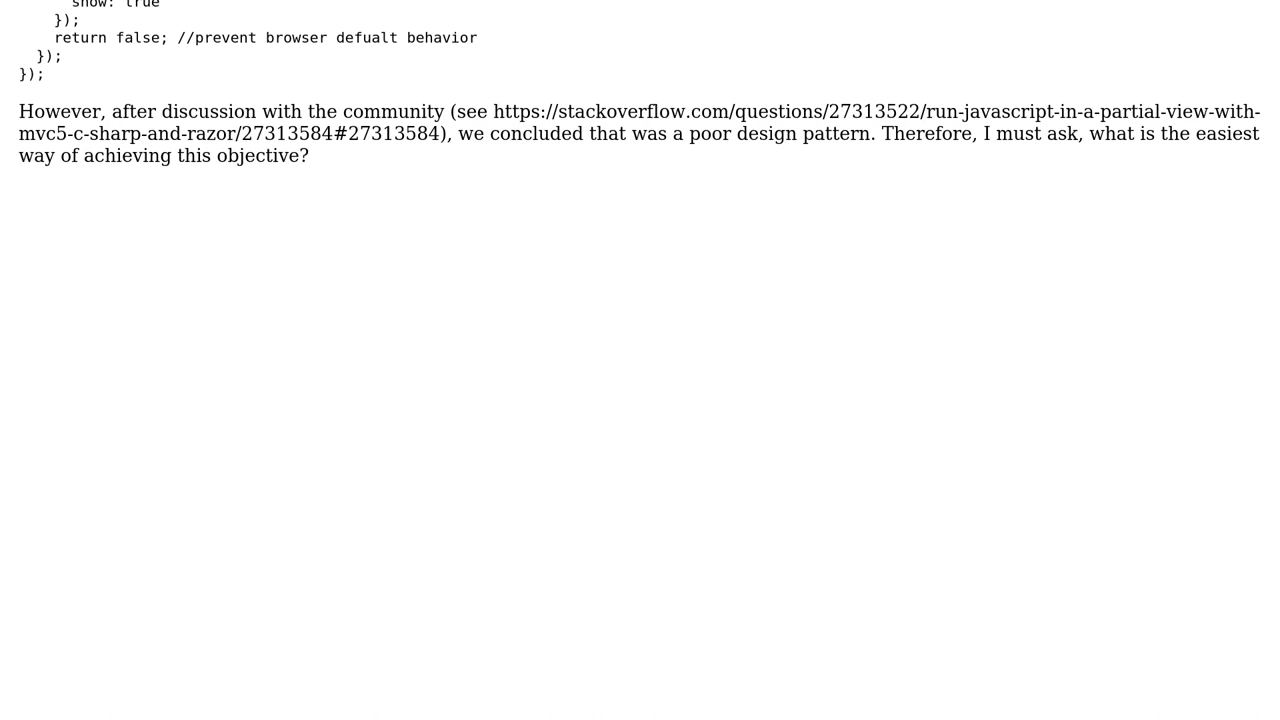 show: true
});
return false; //prevent browser defualt behavior
});
});
However, after discussion with the community (see https://stackoverflow.com/questions/27313522/run-javascript-in-a-partial-view-with-
mvc5-c-sharp-and-razor/27313584#27313584), we concluded that was a poor design pattern. Therefore, I must ask, what is the easiest
way of achieving this objective?